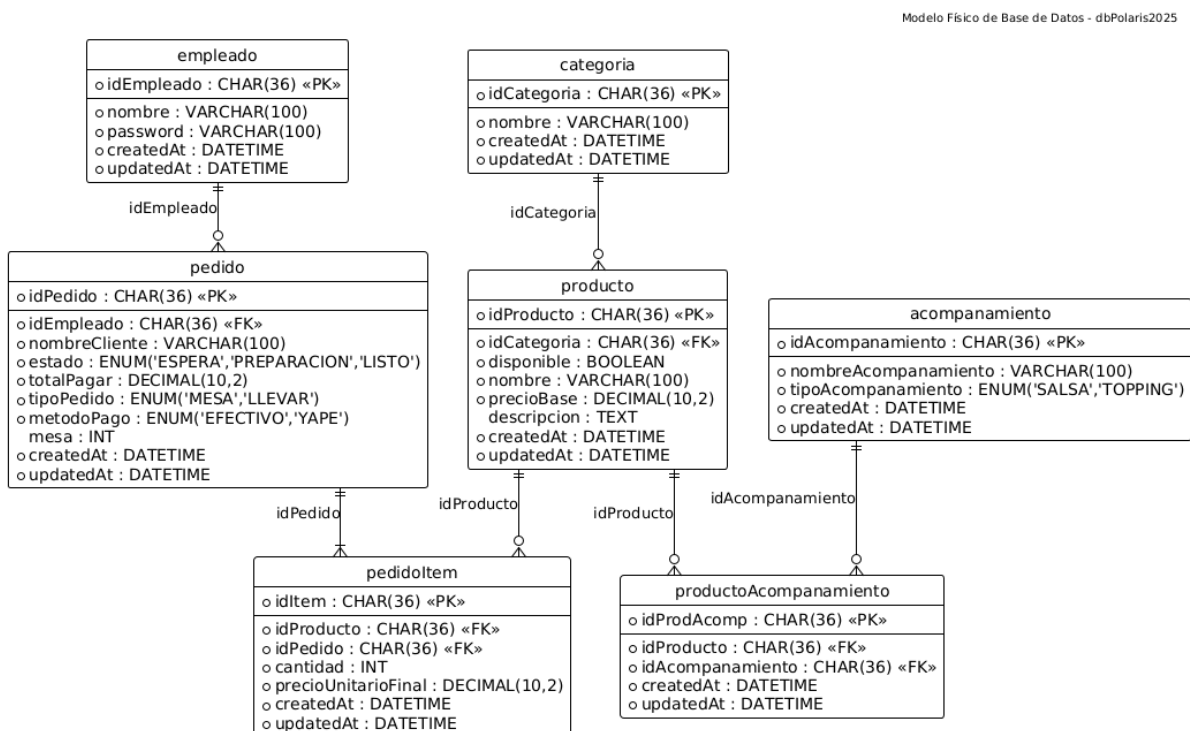 Modelo Físico de Base de Datos - dbPolaris2025
empleado
idEmpleado : CHAR(36) «PK»
nombre : VARCHAR(100)
password : VARCHAR(100)
createdAt : DATETIME
updatedAt : DATETIME
categoria
idCategoria : CHAR(36) «PK»
nombre : VARCHAR(100)
createdAt : DATETIME
updatedAt : DATETIME
idEmpleado
idCategoria
pedido
idPedido : CHAR(36) «PK»
idEmpleado : CHAR(36) «FK»
nombreCliente : VARCHAR(100)
estado : ENUM('ESPERA','PREPARACION','LISTO')
totalPagar : DECIMAL(10,2)
tipoPedido : ENUM('MESA','LLEVAR')
metodoPago : ENUM('EFECTIVO','YAPE')
mesa : INT
createdAt : DATETIME
updatedAt : DATETIME
producto
idProducto : CHAR(36) «PK»
idCategoria : CHAR(36) «FK»
disponible : BOOLEAN
nombre : VARCHAR(100)
precioBase : DECIMAL(10,2)
descripcion : TEXT
createdAt : DATETIME
updatedAt : DATETIME
acompanamiento
idAcompanamiento : CHAR(36) «PK»
nombreAcompanamiento : VARCHAR(100)
tipoAcompanamiento : ENUM('SALSA','TOPPING')
createdAt : DATETIME
updatedAt : DATETIME
idPedido
idProducto
idProducto
idAcompanamiento
pedidoItem
idItem : CHAR(36) «PK»
idProducto : CHAR(36) «FK»
idPedido : CHAR(36) «FK»
cantidad : INT
precioUnitarioFinal : DECIMAL(10,2)
createdAt : DATETIME
updatedAt : DATETIME
productoAcompanamiento
idProdAcomp : CHAR(36) «PK»
idProducto : CHAR(36) «FK»
idAcompanamiento : CHAR(36) «FK»
createdAt : DATETIME
updatedAt : DATETIME